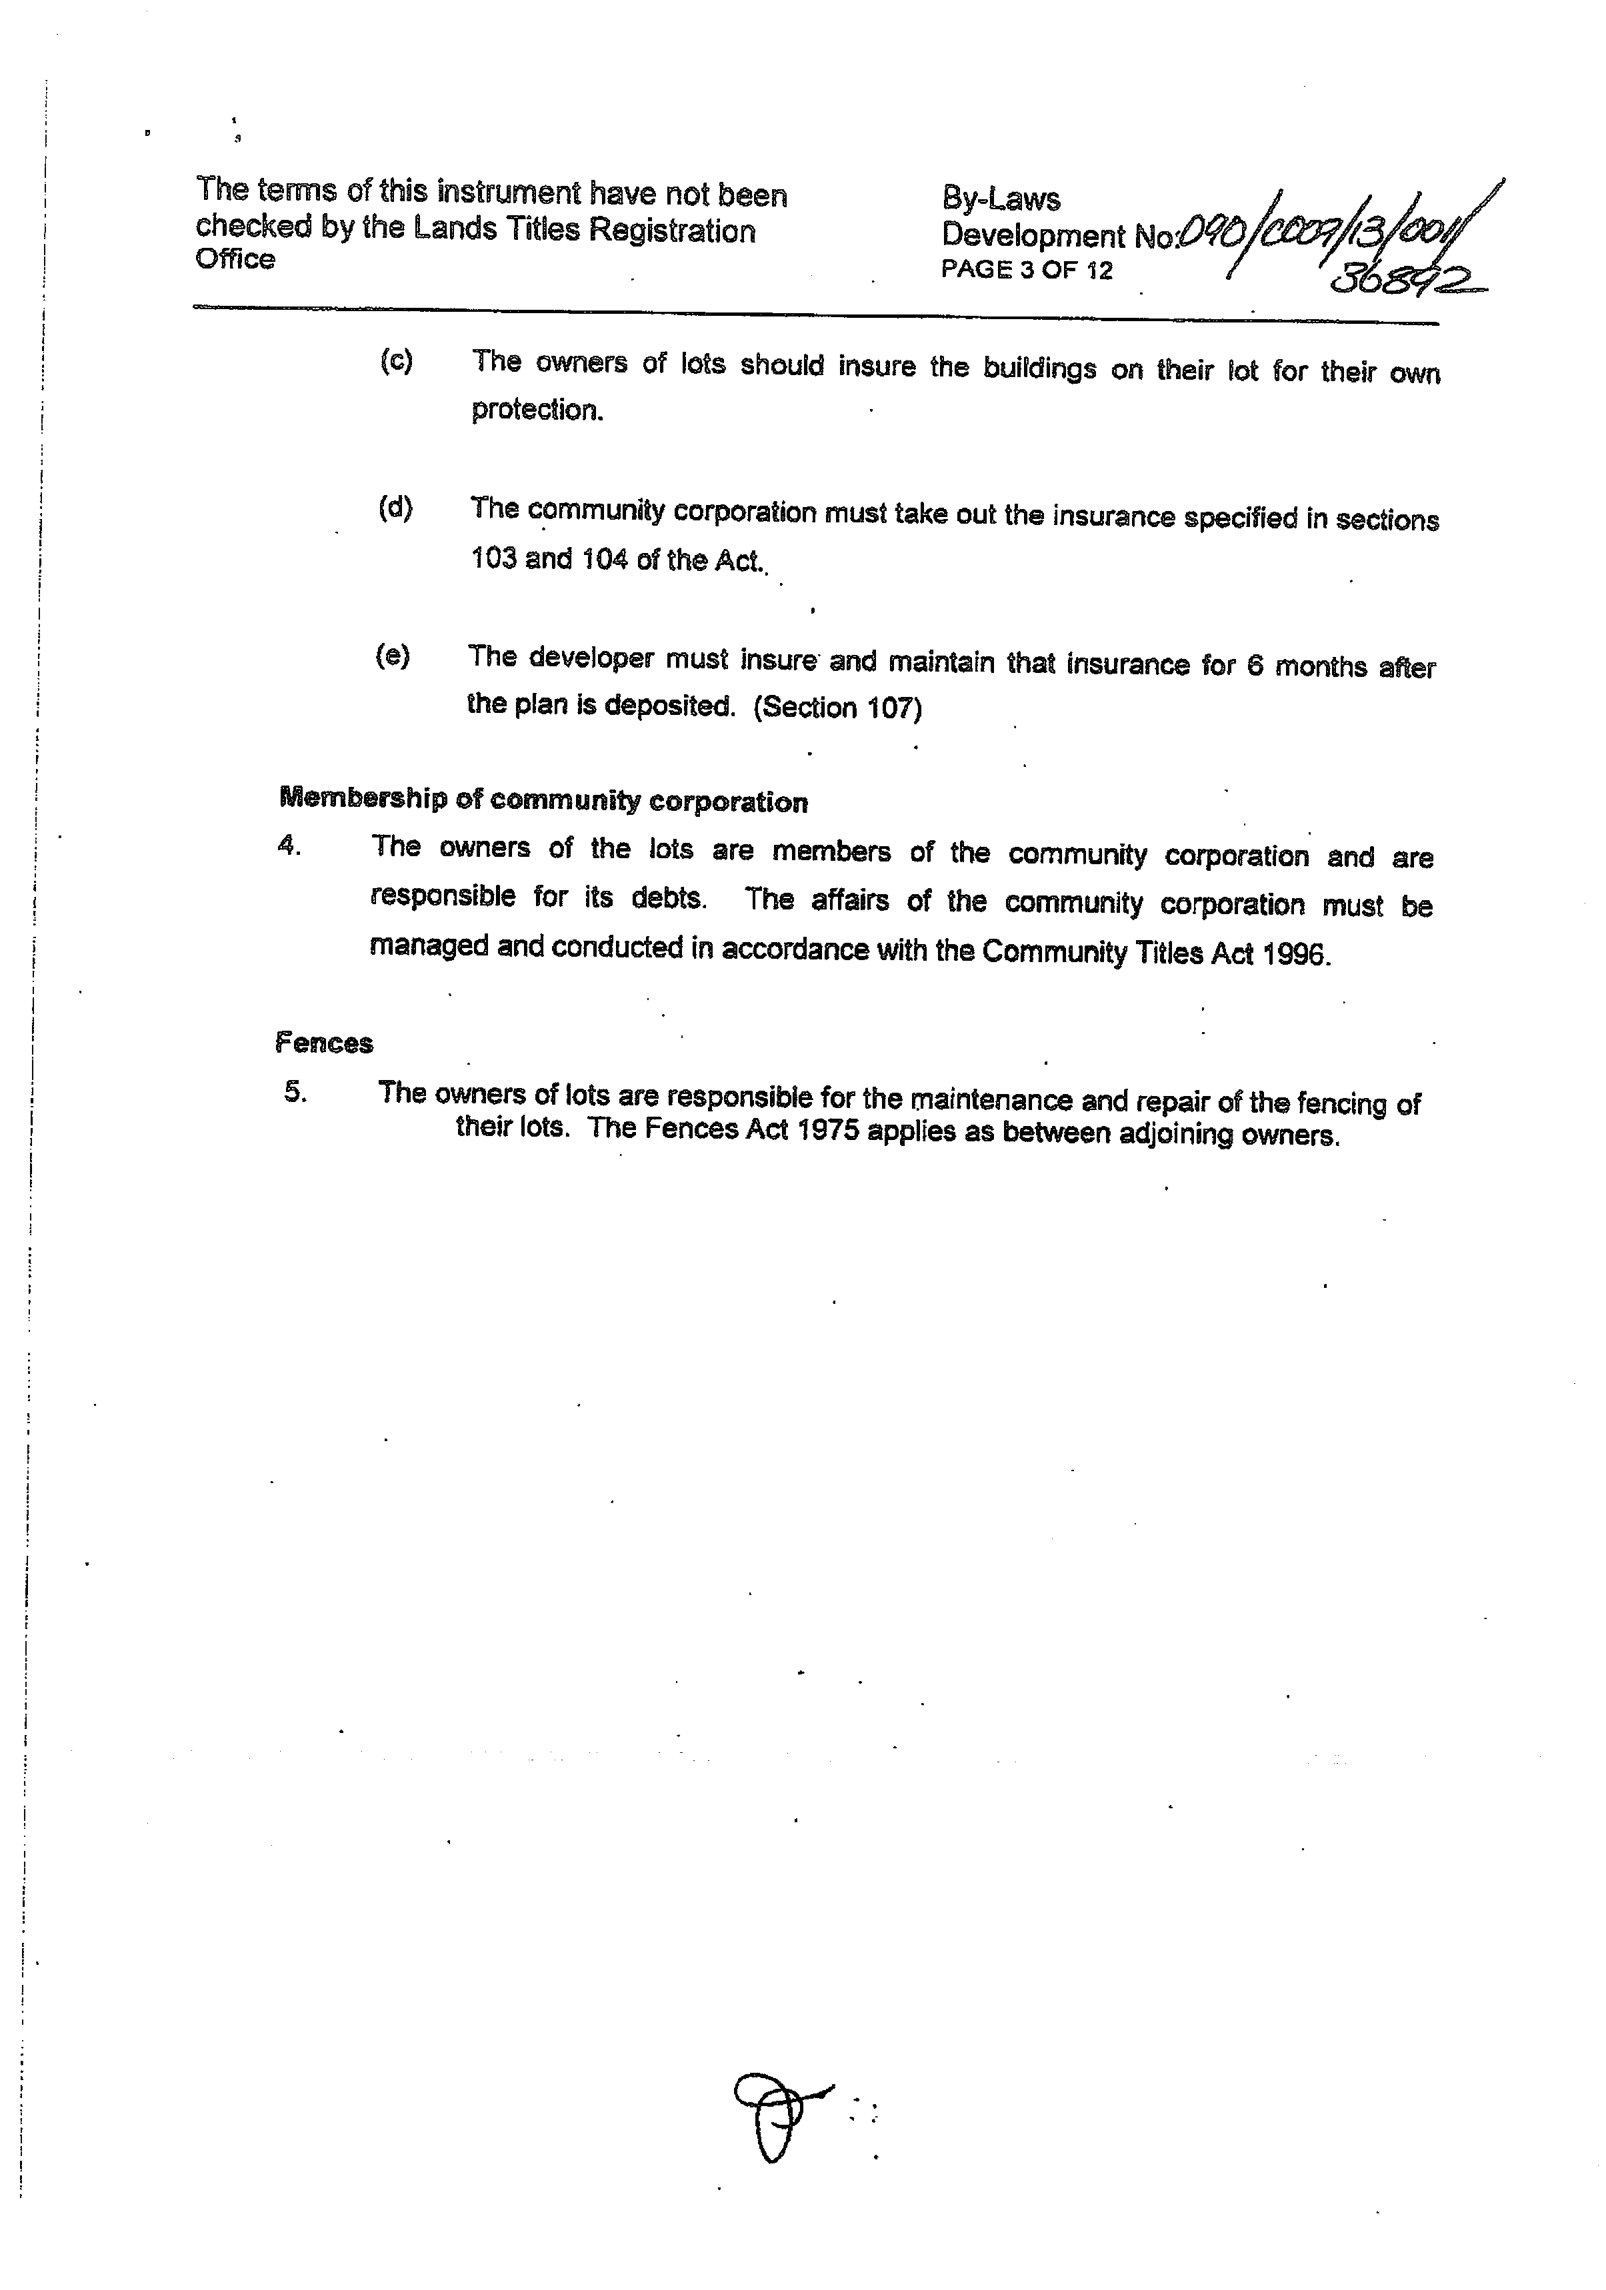 The terms of this instrument have not been
checked by the Lands Titles Registration
Office
By-Laws
Development No: 090/C009/13/001/
36892
PAGE 3 OF 12
(c) The owners of lots should insure the buildings on their lot for their own
protection.
(d) The community corporation must take out the insurance specified in sections
103 and 104 of the Act.
(e) The developer must insure and maintain that insurance for 6 months after
the plan is deposited. (Section 107)
Membership of community corporation
4. The owners of the lots are members of the community corporation and are
responsible for its debts. The affairs of the community corporation must be
managed and conducted in accordance with the Community Titles Act 1996.
Fences
5. The owners of lots are responsible for the maintenance and repair of the fencing of
their lots. The Fences Act 1975 applies as between adjoining owners.